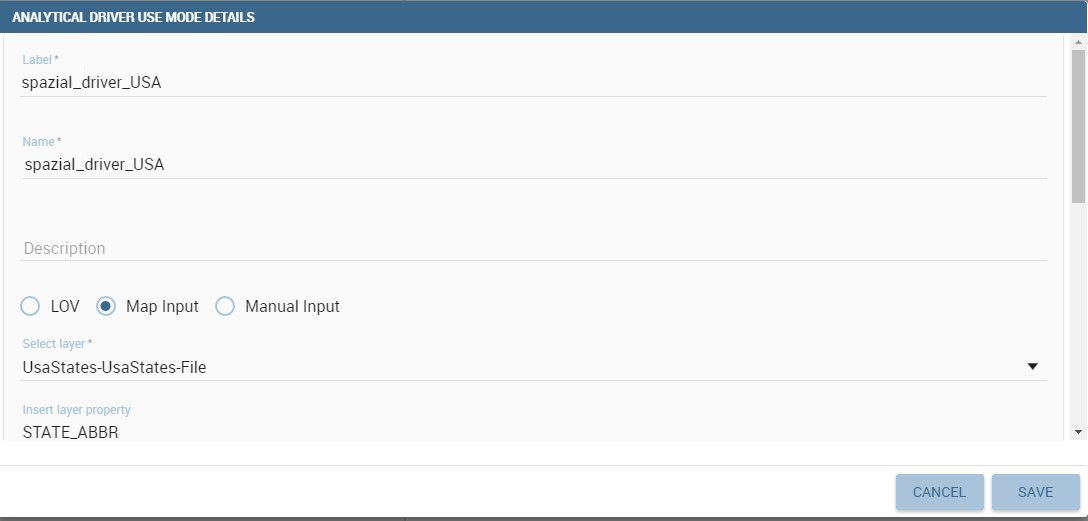 ANALYTICAL DRIVER USE MODE DETAILS
Label *
spazial_driver_USA
Name *
spazial_driver_USA
Description
LOV Map Input Manual Input
Select layer *
UsaStates-UsaStates-File
Insert layer property
STATE_ABBR
CANCEL SAVE